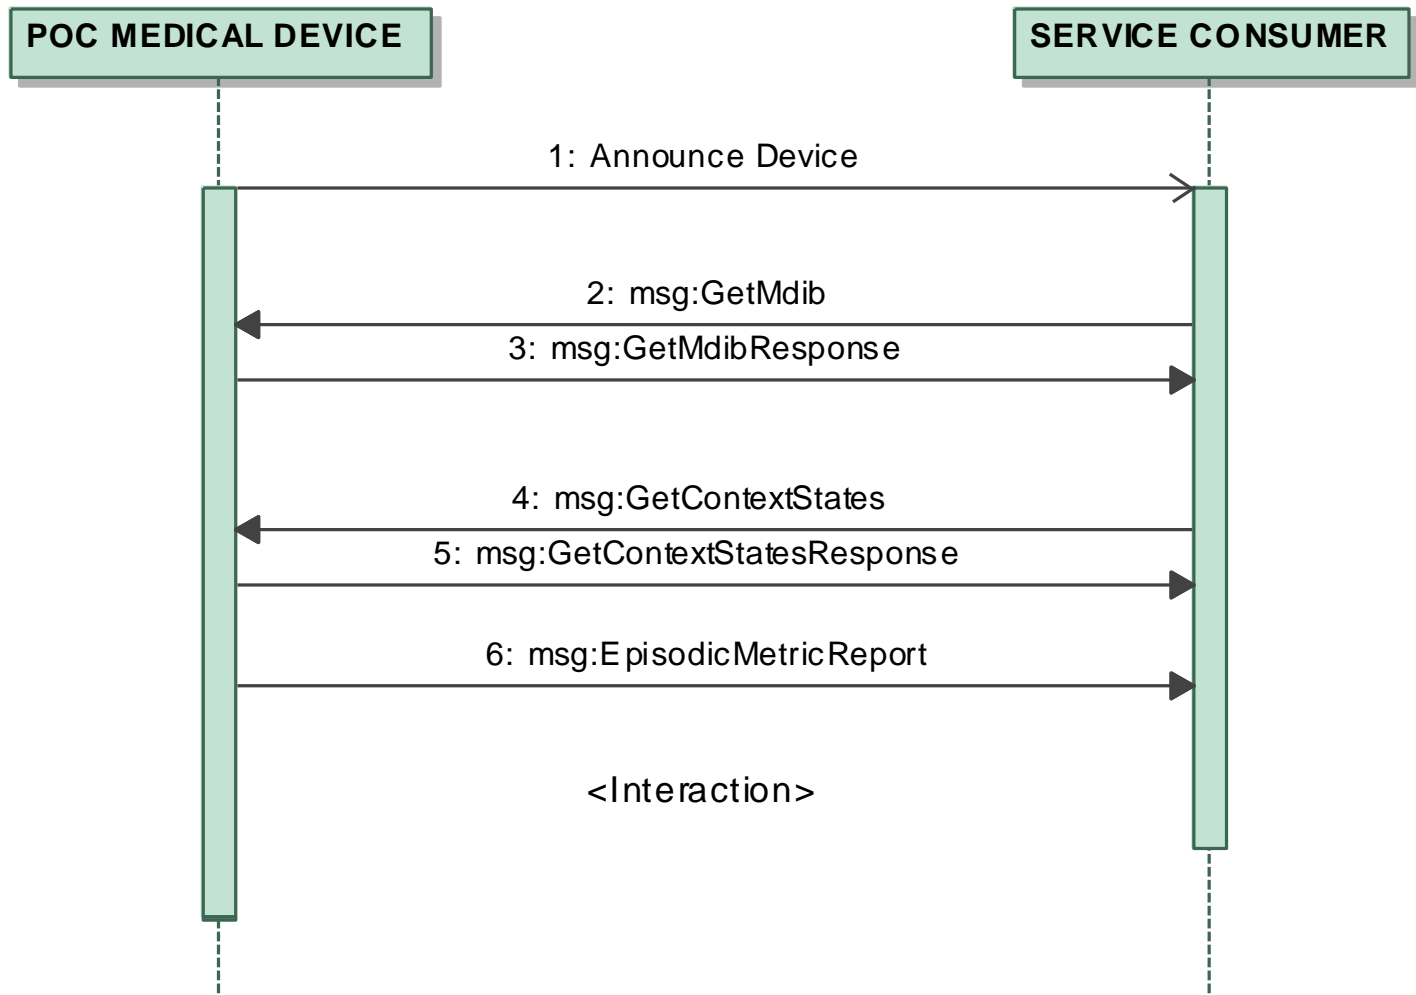 POC MEDICAL DEVICE
SERVICE CONSUMER
1: Announce Device
2: msg:GetMdib
3: msg:GetMdibResponse
4: msg:GetContextStates
5: msg:GetContextStatesResponse
6: msg:EpisodicMetricReport
<Interaction>